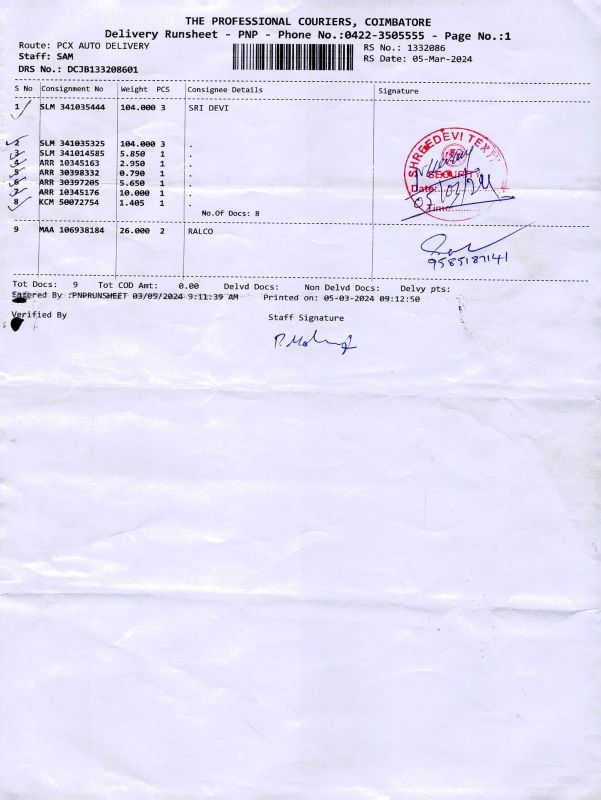 THE PROFESSIONAL COURIERS, COIMBATORE
Delivery Runsheet - PNP - Phone No.:0422-3505555 - Page No.:1
Route: PCX AUTO DELIVERY
RS No.: 1332086
Staff: SAM
RS Date: 05-Mar-2024
DRS No.: DCJB133208601
S No Consignment No Weight PCS Consignee Details Signature
1 SLM 341035444 104.000 3 SRI DEVI
2 SLM 341035325 104.000 3 .
3 SLM 341014585 5.850 1 .
4 ARR 10345163 2.950 1 .
5 ARR 30398332 0.790 1 .
6 ARR 30397205 5.650 1 .
7 ARR 10345176 10.000 1 .
8 KCM 50072754 1.405 1 .
No.Of Docs: 8
SHREEDEVI TEXT
Date:
05/03/24
Time
9 MAA 106938184 26.000 2 RALCO
9585187141
Tot Docs: 9 Tot COD Amt: 0.00 Delvd Docs: Non Delvd Docs: Delvy pts:
Entered By :PNPRUNSHEET 03/05/2024 9:11:39 AM Printed on: 05-03-2024 09:12:50
Verified By Staff Signature